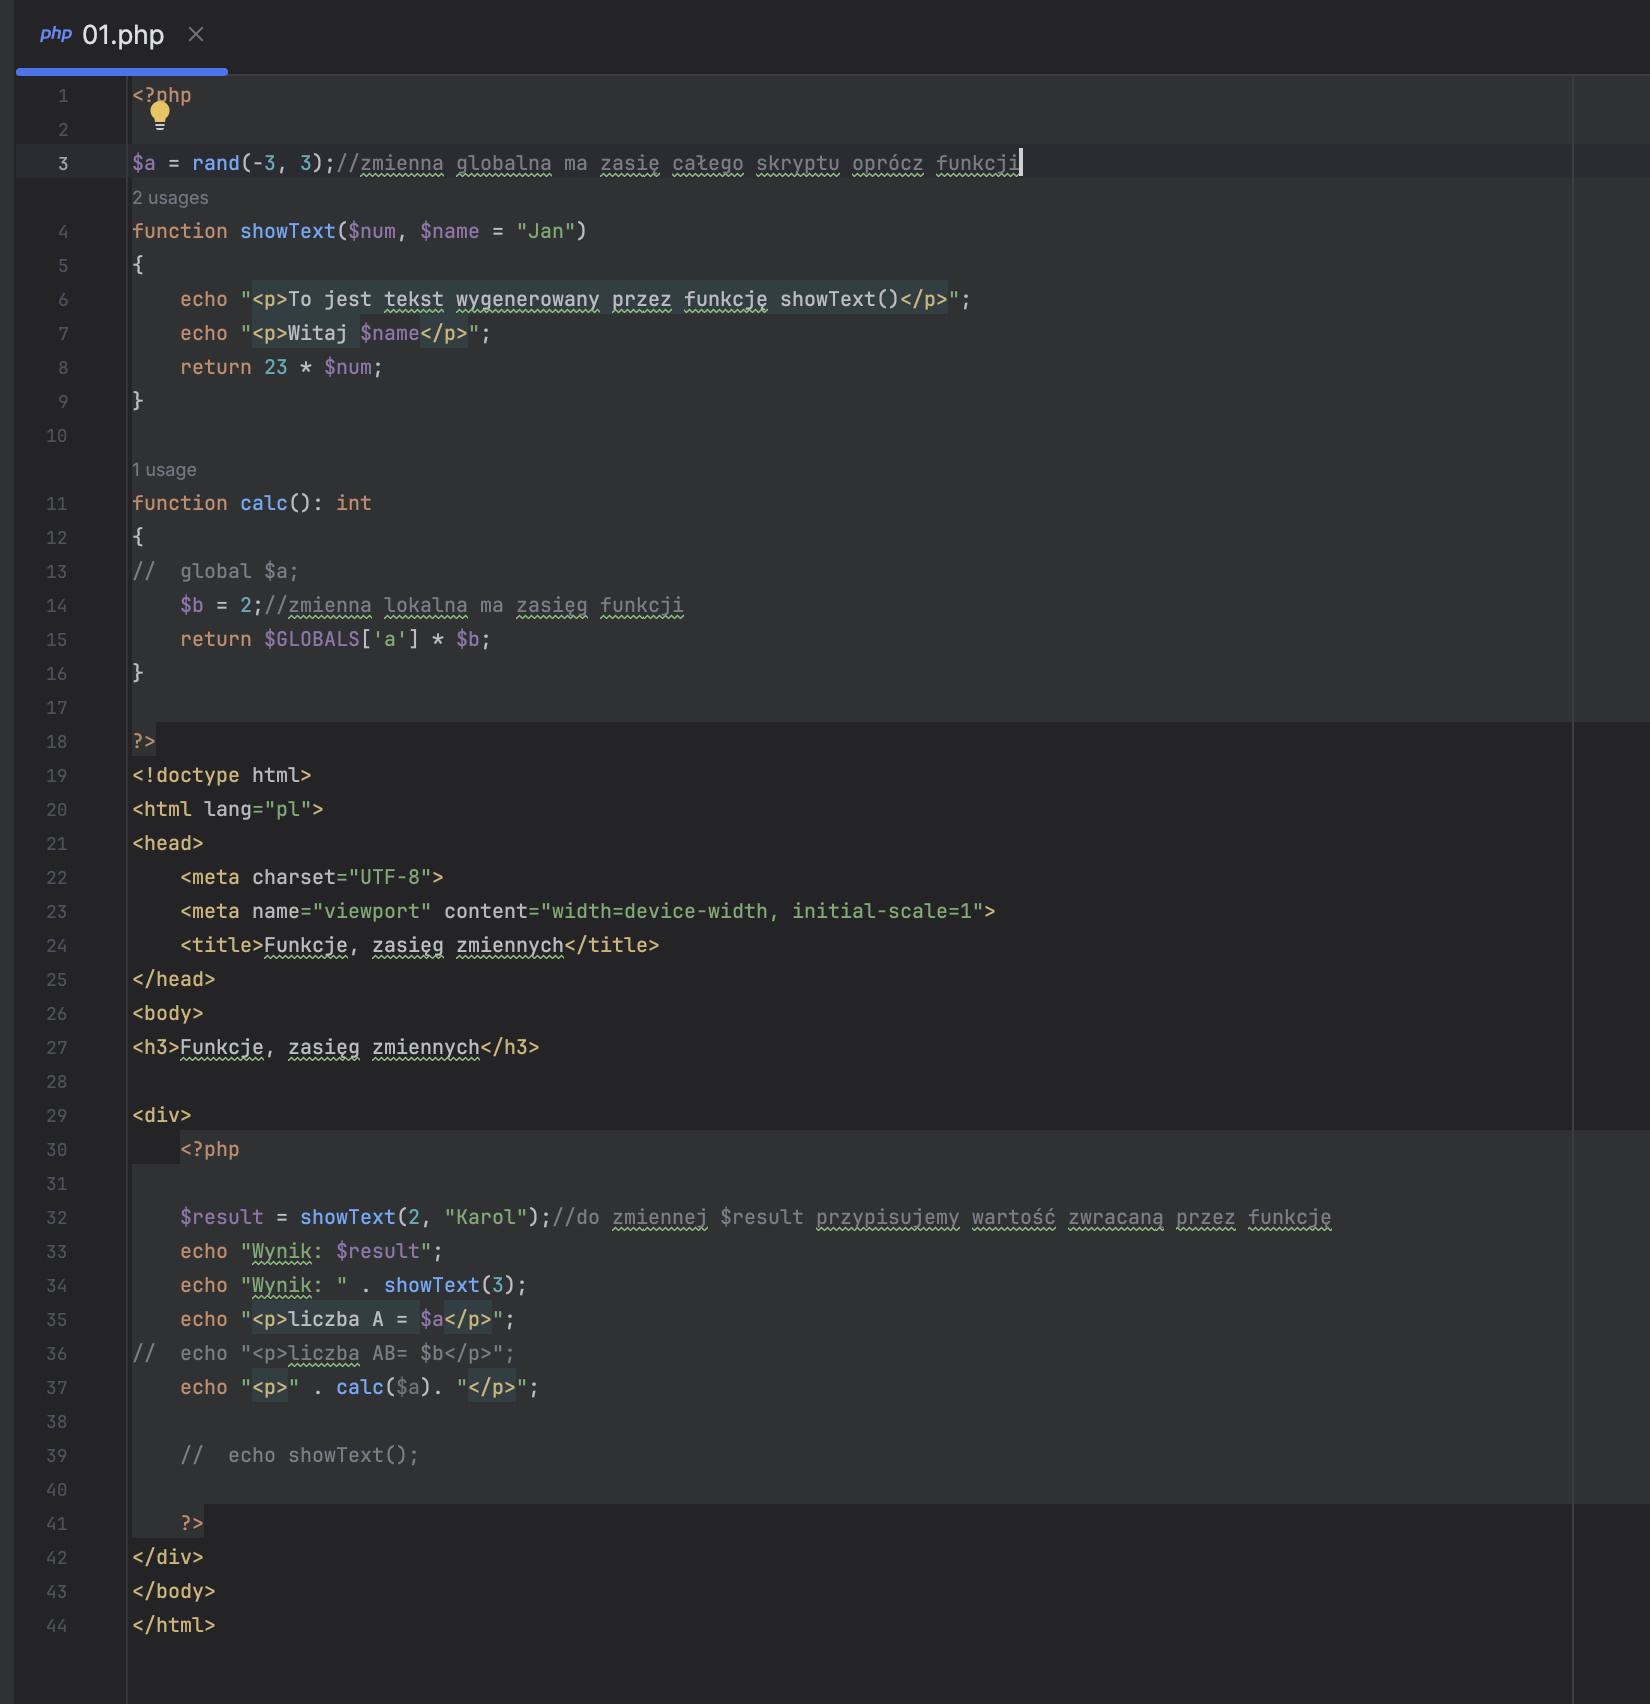 php 01.php
1 <?php
2
3 $a = rand(-3, 3);//zmienna globalna ma zasię całego skryptu oprócz funkcji
2 usages
4 function showText($num, $name = "Jan")
5 {
6     echo "<p>To jest tekst wygenerowany przez funkcję showText()</p>";
7     echo "<p>Witaj $name</p>";
8     return 23 * $num;
9 }
10
1 usage
11 function calc(): int
12 {
13 //  global $a;
14     $b = 2;//zmienna lokalna ma zasięg funkcji
15     return $GLOBALS['a'] * $b;
16 }
17
18 ?>
19 <!doctype html>
20 <html lang="pl">
21 <head>
22     <meta charset="UTF-8">
23     <meta name="viewport" content="width=device-width, initial-scale=1">
24     <title>Funkcje, zasięg zmiennych</title>
25 </head>
26 <body>
27 <h3>Funkcje, zasięg zmiennych</h3>
28
29 <div>
30     <?php
31
32     $result = showText(2, "Karol");//do zmiennej $result przypisujemy wartość zwracaną przez funkcję
33     echo "Wynik: $result";
34     echo "Wynik: " . showText(3);
35     echo "<p>liczba A = $a</p>";
36 //  echo "<p>liczba AB= $b</p>";
37     echo "<p>" . calc($a). "</p>";
38
39     //  echo showText();
40
41     ?>
42 </div>
43 </body>
44 </html>